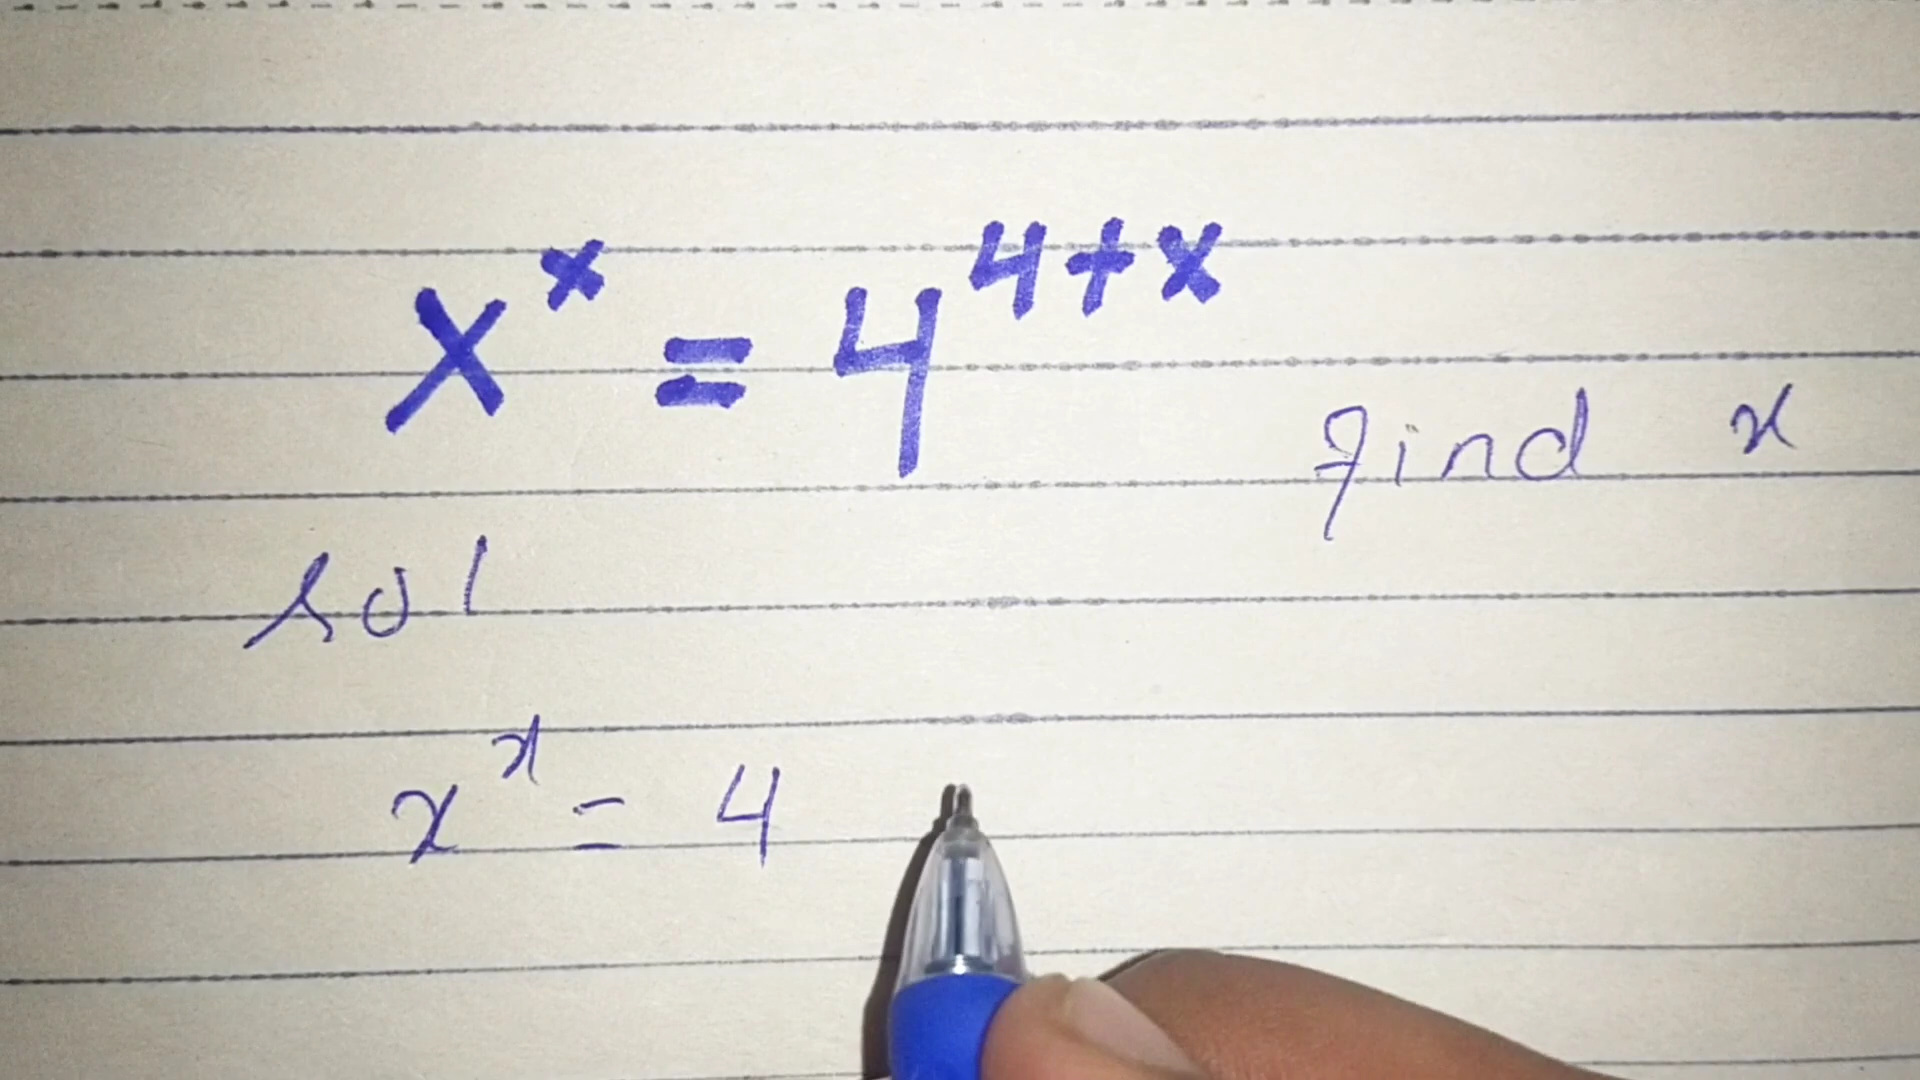 x^x = 4^{4+x}
find x
sol
x^x = 4